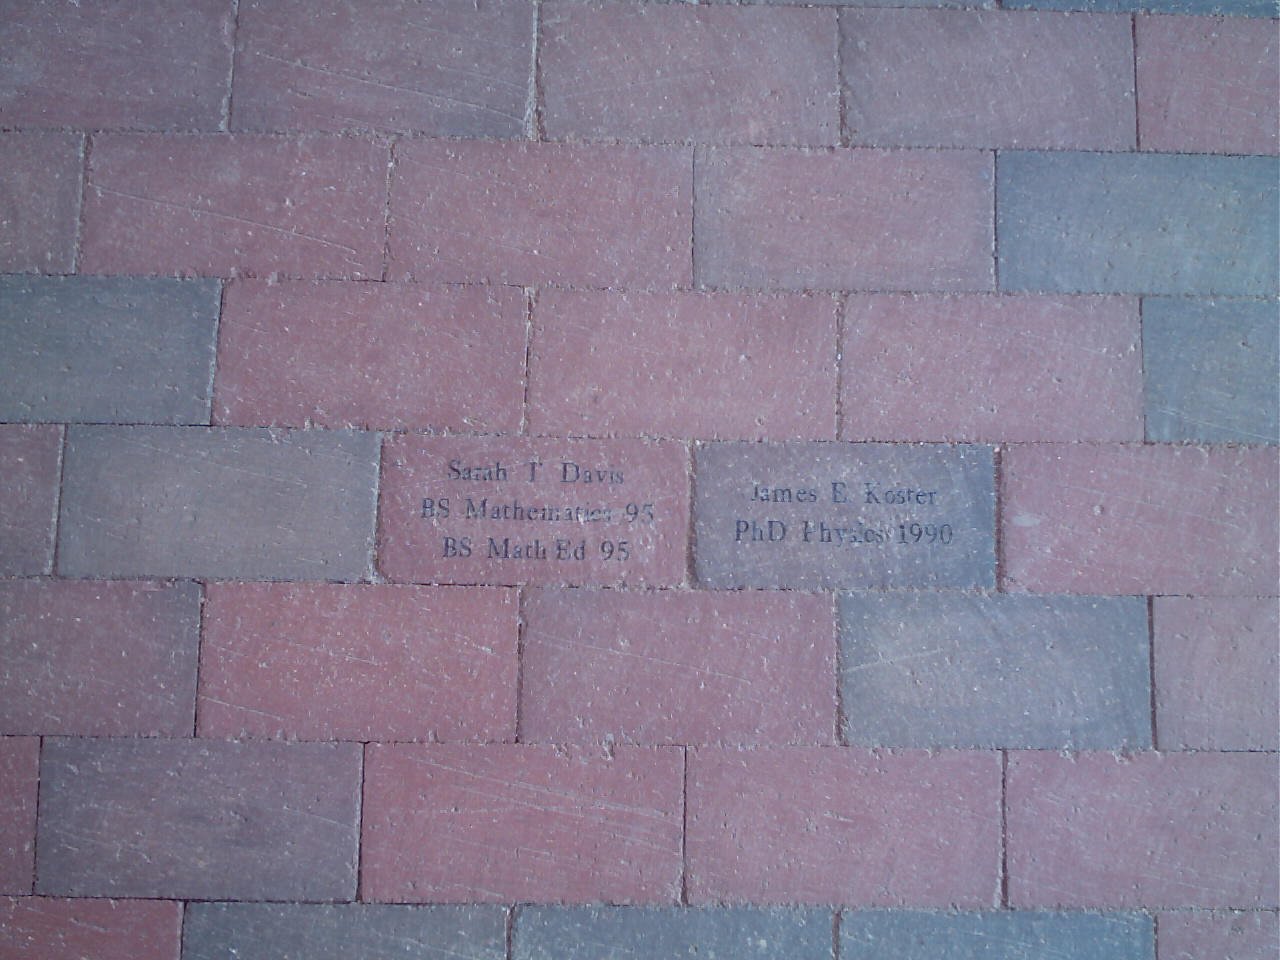 Sarah T Davis
BS Mathematics 95
BS Math Ed 95
James E Koster
PhD Physics 1990